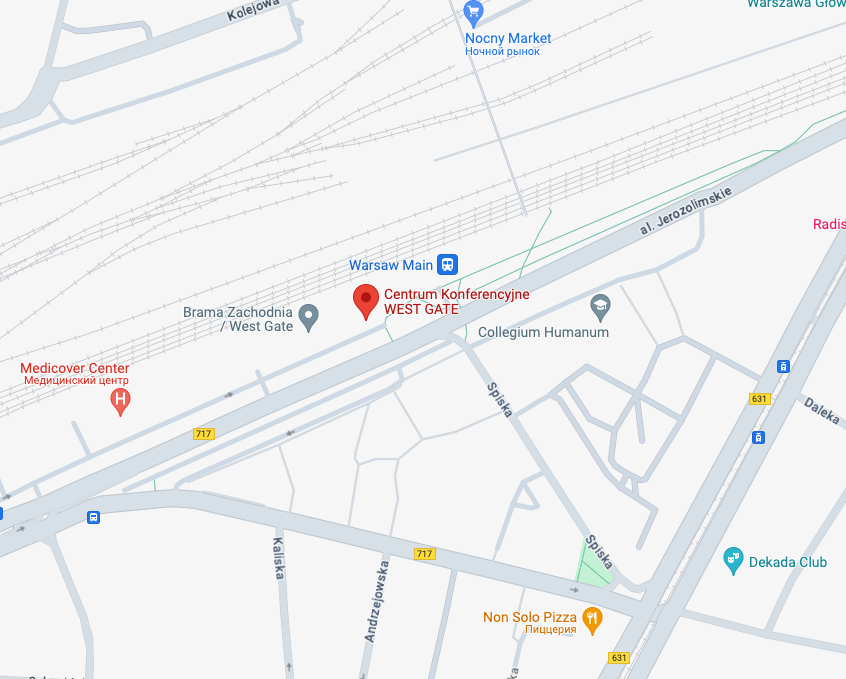 Kolejowa
Warszawa Głów
Nocny Market
Ночной рынок
al. Jerozolimskie
Radis
Warsaw Main
Centrum Konferencyjne
WEST GATE
Brama Zachodnia
/ West Gate
Collegium Humanum
Medicover Center
Медицинский центр
H
Spiska
631
Daleka
717
Spiska
Kaliska
717
Dekada Club
Andrzejowska
Non Solo Pizza
Пиццерия
631